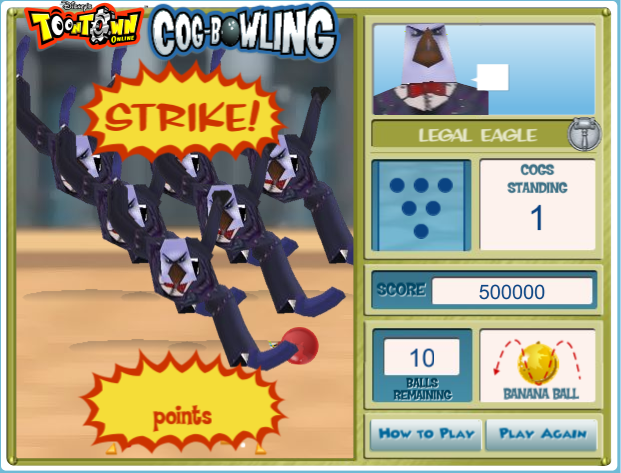 Disney's
TOONTOWN
ONLINE
COG-BOWLING
STRIKE!
points
LEGAL EAGLE
COGS
STANDING
1
SCORE 500000
10
BALLS
REMAINING
BANANA BALL
HOW TO PLAY
PLAY AGAIN